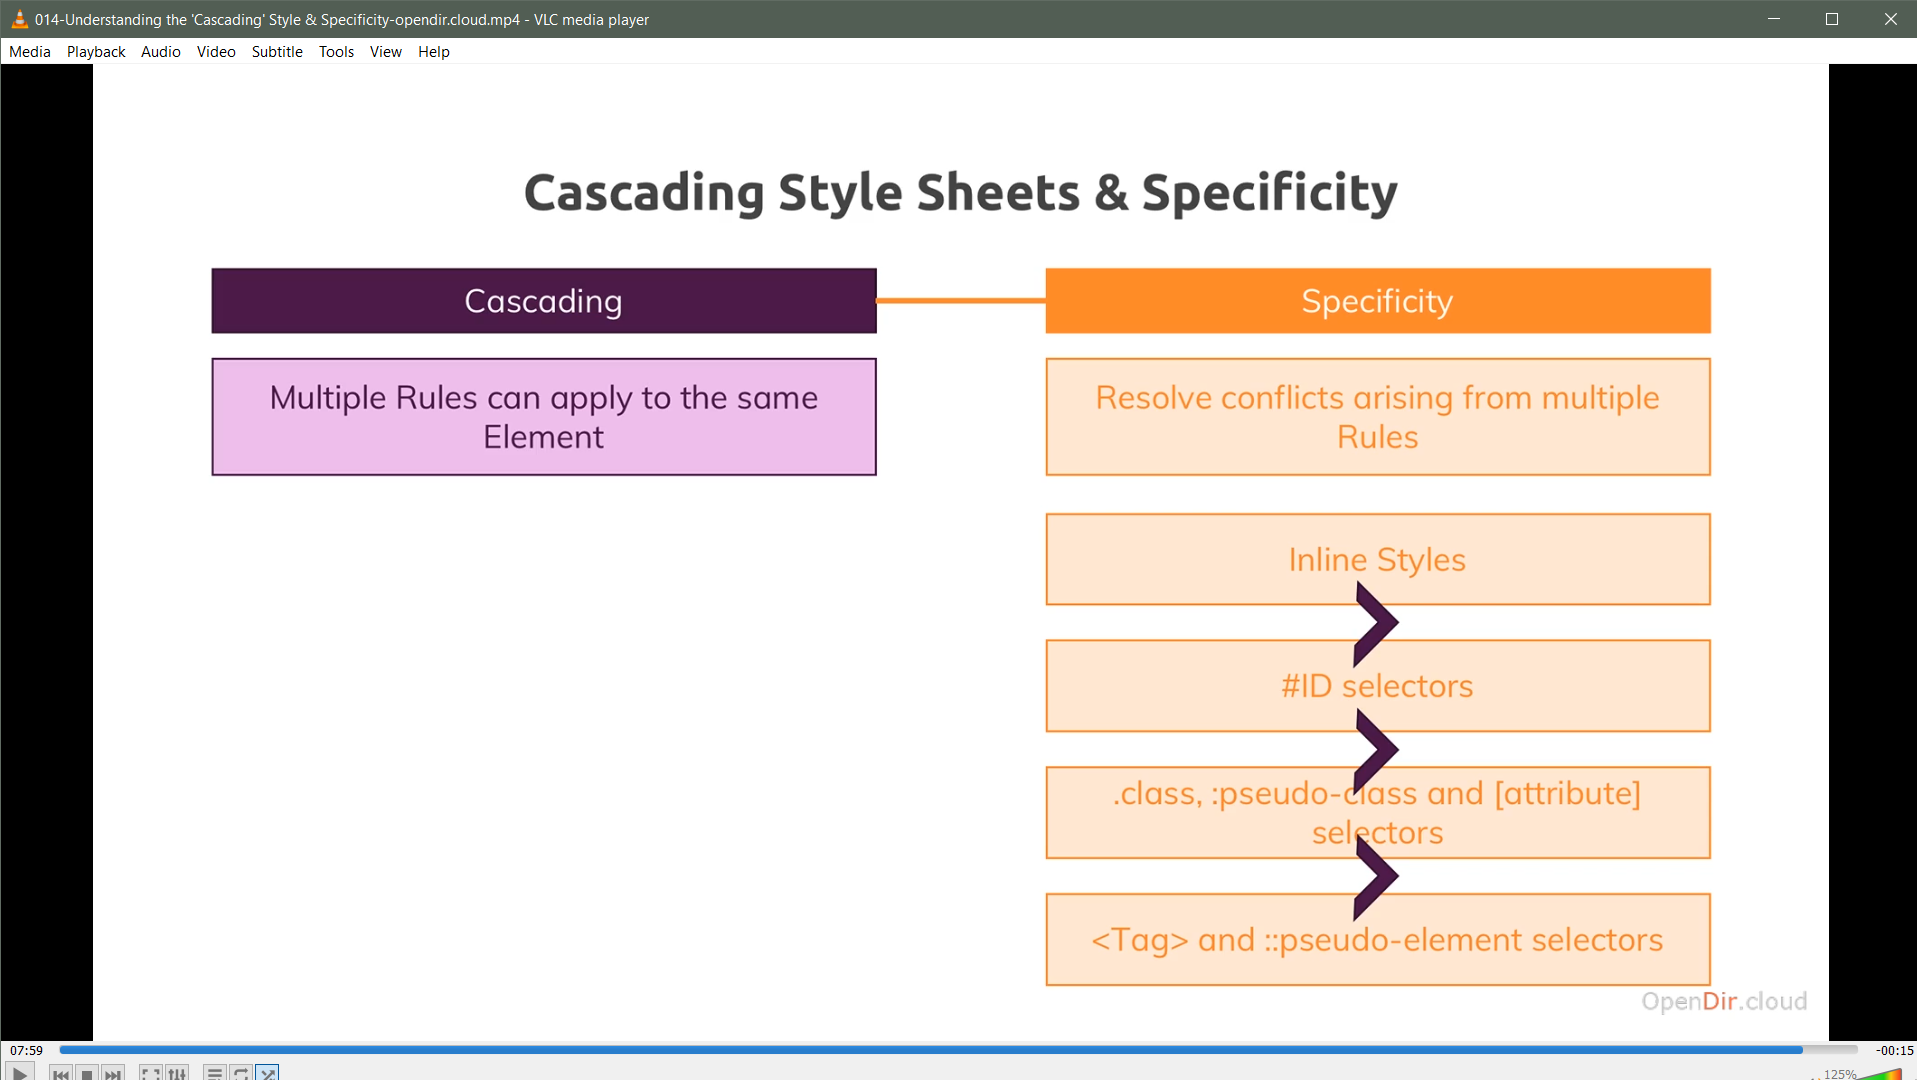 014-Understanding the 'Cascading' Style & Specificity-opendir.cloud.mp4 - VLC media player
Media Playback Audio Video Subtitle Tools View Help
Cascading Style Sheets & Specificity
Cascading
Multiple Rules can apply to the same
Element
Specificity
Resolve conflicts arising from multiple
Rules
Inline Styles
#ID selectors
.class, :pseudo-class and [attribute]
selectors
<Tag> and ::pseudo-element selectors
OpenDir.cloud
07:59
-00:15
125%